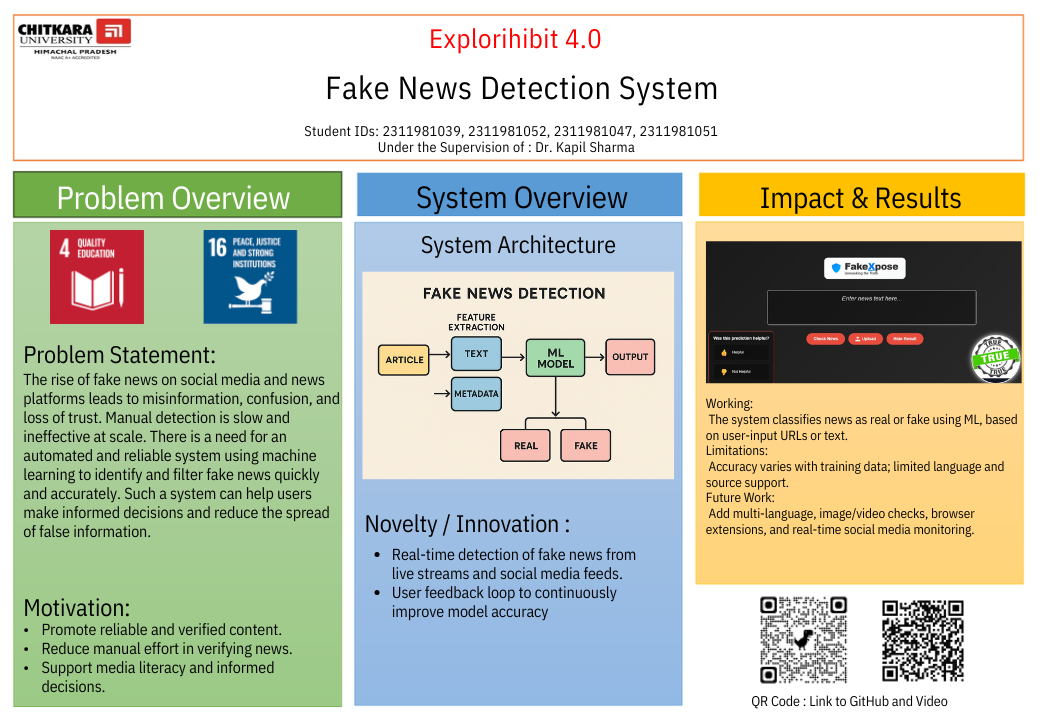 CHITKARA
UNIVERSITY
HIMACHAL PRADESH
NAAC A+ ACCREDITED
Explorihibit 4.0
Fake News Detection System
Student IDs: 2311981039, 2311981052, 2311981047, 2311981051
Under the Supervision of : Dr. Kapil Sharma
Problem Overview
4 QUALITY
EDUCATION
16 PEACE, JUSTICE
AND STRONG
INSTITUTIONS
Problem Statement:
The rise of fake news on social media and news
platforms leads to misinformation, confusion, and
loss of trust. Manual detection is slow and
ineffective at scale. There is a need for an
automated and reliable system using machine
learning to identify and filter fake news quickly
and accurately. Such a system can help users
make informed decisions and reduce the spread
of false information.
Motivation:
• Promote reliable and verified content.
• Reduce manual effort in verifying news.
• Support media literacy and informed
decisions.
System Overview
System Architecture
FAKE NEWS DETECTION
FEATURE
EXTRACTION
ARTICLE
TEXT
ML
MODEL
OUTPUT
METADATA
REAL
FAKE
Novelty / Innovation :
• Real-time detection of fake news from
live streams and social media feeds.
• User feedback loop to continuously
improve model accuracy
Impact & Results
FakeXpose
Unmasking the Truth
Enter news text here...
Check News
Upload
Hide Result
Was this prediction helpful?
Helpful
Not Helpful
TRUE
TRUE
TRUE
Working:
The system classifies news as real or fake using ML, based
on user-input URLs or text.
Limitations:
Accuracy varies with training data; limited language and
source support.
Future Work:
Add multi-language, image/video checks, browser
extensions, and real-time social media monitoring.
QR Code : Link to GitHub and Video